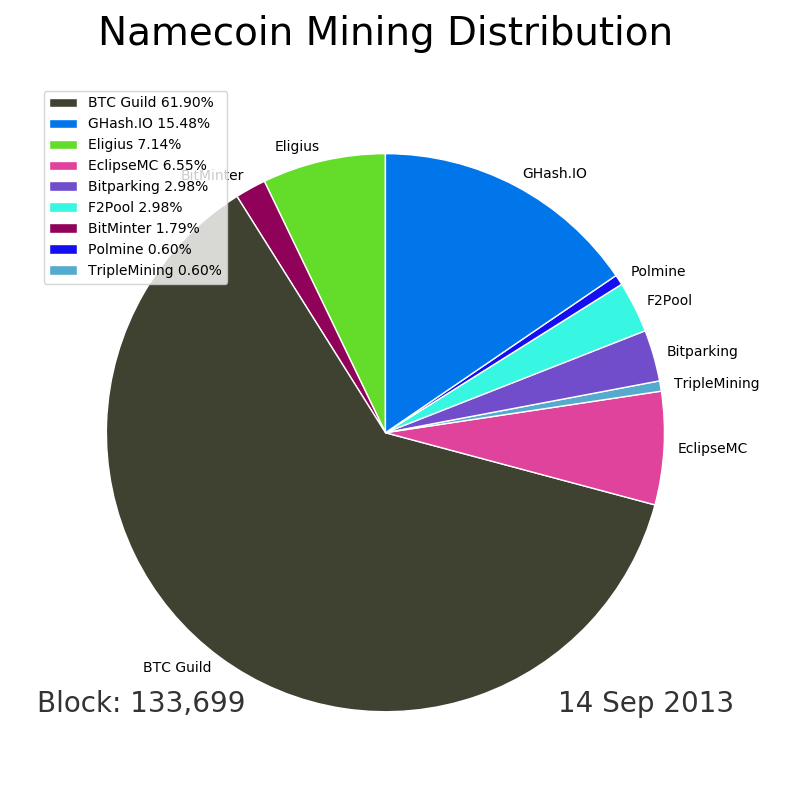 Namecoin Mining Distribution
BTC Guild 61.90%
GHash.IO 15.48%
Eligius 7.14%
EclipseMC 6.55%
Bitparking 2.98%
F2Pool 2.98%
BitMinter 1.79%
Polmine 0.60%
TripleMining 0.60%
Eligius
BitMinter
GHash.IO
Polmine
F2Pool
Bitparking
TripleMining
EclipseMC
BTC Guild
Block: 133,699
14 Sep 2013